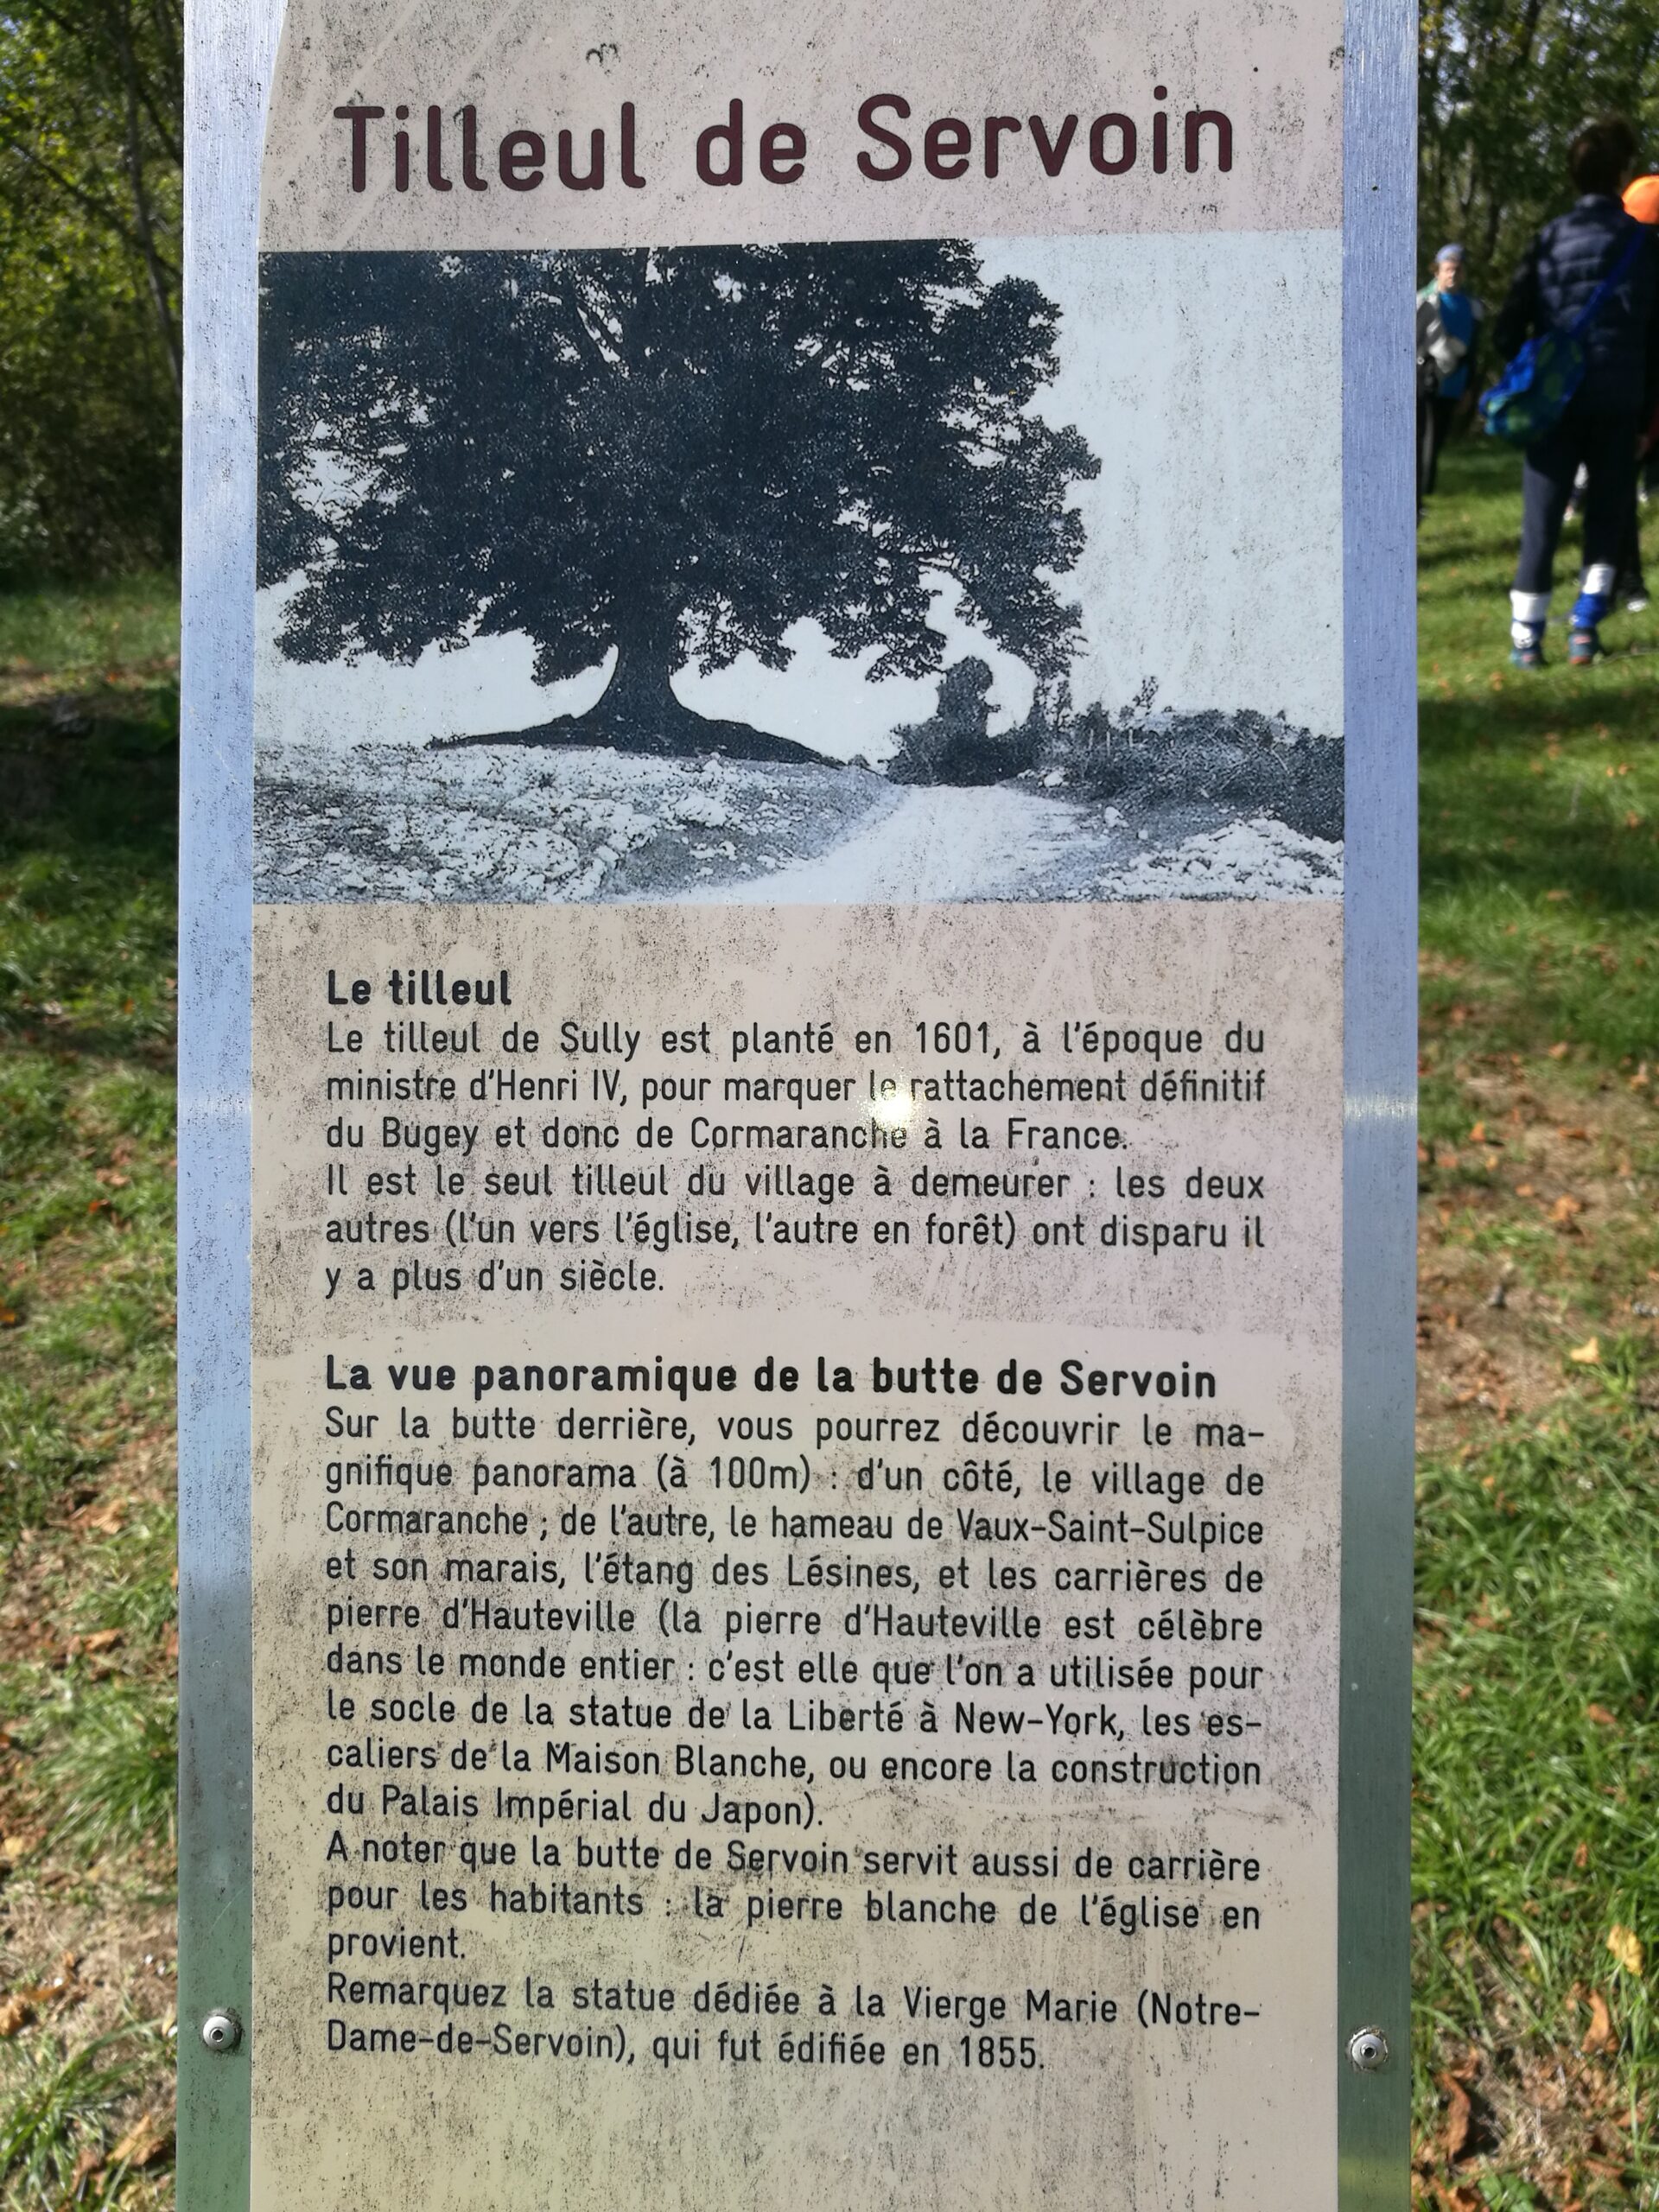 Tilleul de Servoin
Le tilleul
Le tilleul de Sully est planté en 1601, à l'époque du
ministre d'Henri IV, pour marquer le rattachement définitif
du Bugey et donc de Cormaranche à la France.
Il est le seul tilleul du village à demeurer : les deux
autres (l'un vers l'église, l'autre en forêt) ont disparu il
y a plus d'un siècle.
La vue panoramique de la butte de Servoin
Sur la butte derrière, vous pourrez découvrir le ma-
gnifique panorama (à 100m) : d'un côté, le village de
Cormaranche ; de l'autre, le hameau de Vaux-Saint-Sulpice
et son marais, l'étang des Lésines, et les carrières de
pierre d'Hauteville (la pierre d'Hauteville est célèbre
dans le monde entier : c'est elle que l'on a utilisée pour
le socle de la statue de la Liberté à New-York, les es-
caliers de la Maison Blanche, ou encore la construction
du Palais Impérial du Japon).
A noter que la butte de Servoin servit aussi de carrière
pour les habitants : la pierre blanche de l'église en
provient.
Remarquez la statue dédiée à la Vierge Marie (Notre-
Dame-de-Servoin), qui fut édifiée en 1855.